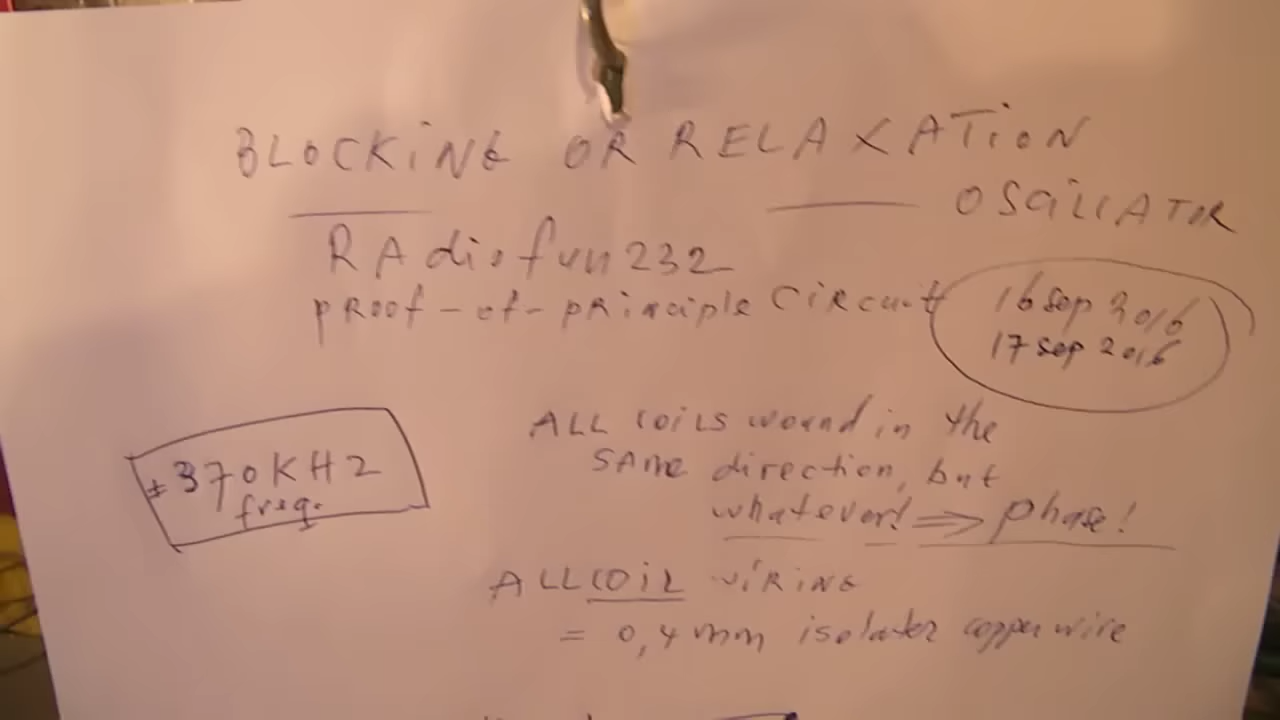 BLOCKING OR RELAXATION
OSCILLATOR
RAdiofun232
PROOF-of-PRINCIPLE CIRCUIT
16 Sep 2016
17 Sep 2016
ALL COILS wound in the
SAME direction, but
± 370KHZ
freq.
whatever! ⇒ phase!
ALL COIL WIRING
= 0,4 mm isolated copper wire